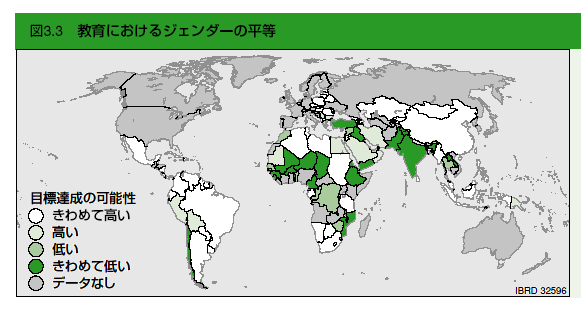 図3.3 教育におけるジェンダーの平等
目標達成の可能性
きわめて高い
高い
低い
きわめて低い
データなし
IBRD 32596